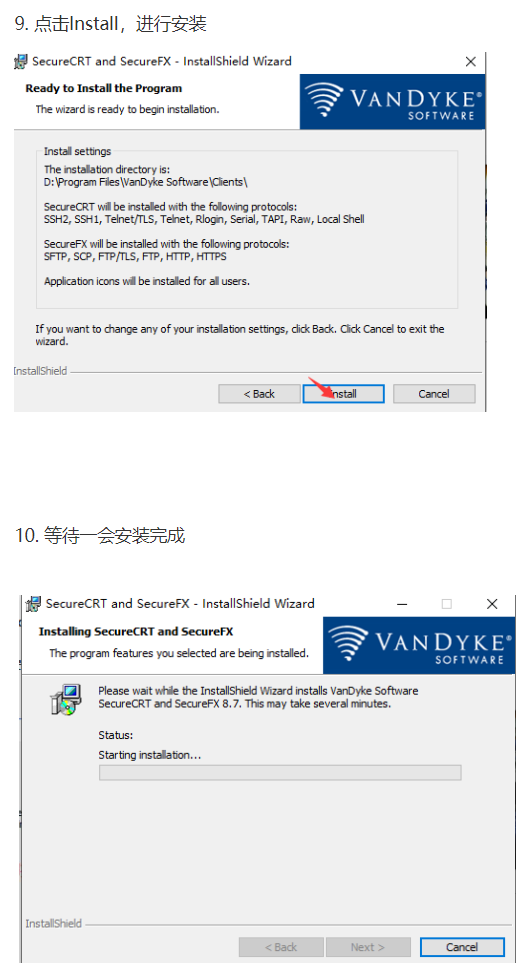 9. 点击Install，进行安装
SecureCRT and SecureFX - InstallShield Wizard
Ready to Install the Program
The wizard is ready to begin installation.
VANDYKE®
SOFTWARE
Install settings
The installation directory is:
D:\Program Files\VanDyke Software\Clients\
SecureCRT will be installed with the following protocols:
SSH2, SSH1, Telnet/TLS, Telnet, Rlogin, Serial, TAPI, Raw, Local Shell
SecureFX will be installed with the following protocols:
SFTP, SCP, FTP/TLS, FTP, HTTP, HTTPS
Application icons will be installed for all users.
If you want to change any of your installation settings, click Back. Click Cancel to exit the
wizard.
InstallShield
< Back
Install
Cancel
10. 等待一会安装完成
SecureCRT and SecureFX - InstallShield Wizard
Installing SecureCRT and SecureFX
The program features you selected are being installed.
VANDYKE®
SOFTWARE
Please wait while the InstallShield Wizard installs VanDyke Software
SecureCRT and SecureFX 8.7. This may take several minutes.
Status:
Starting installation...
InstallShield
< Back
Next >
Cancel